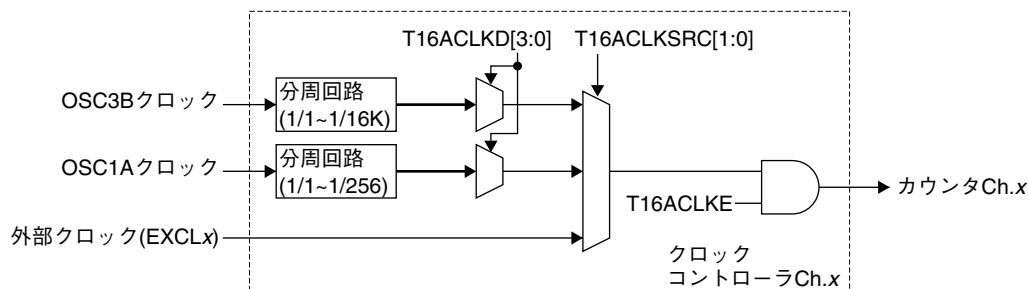 T16ACLKD[3:0]
T16ACLKSRC[1:0]
OSC3Bクロック
分周回路
(1/1~1/16K)
OSC1Aクロック
分周回路
(1/1~1/256)
カウンタCh.x
T16ACLKE
外部クロック(EXCLx)
クロック
コントローラCh.x